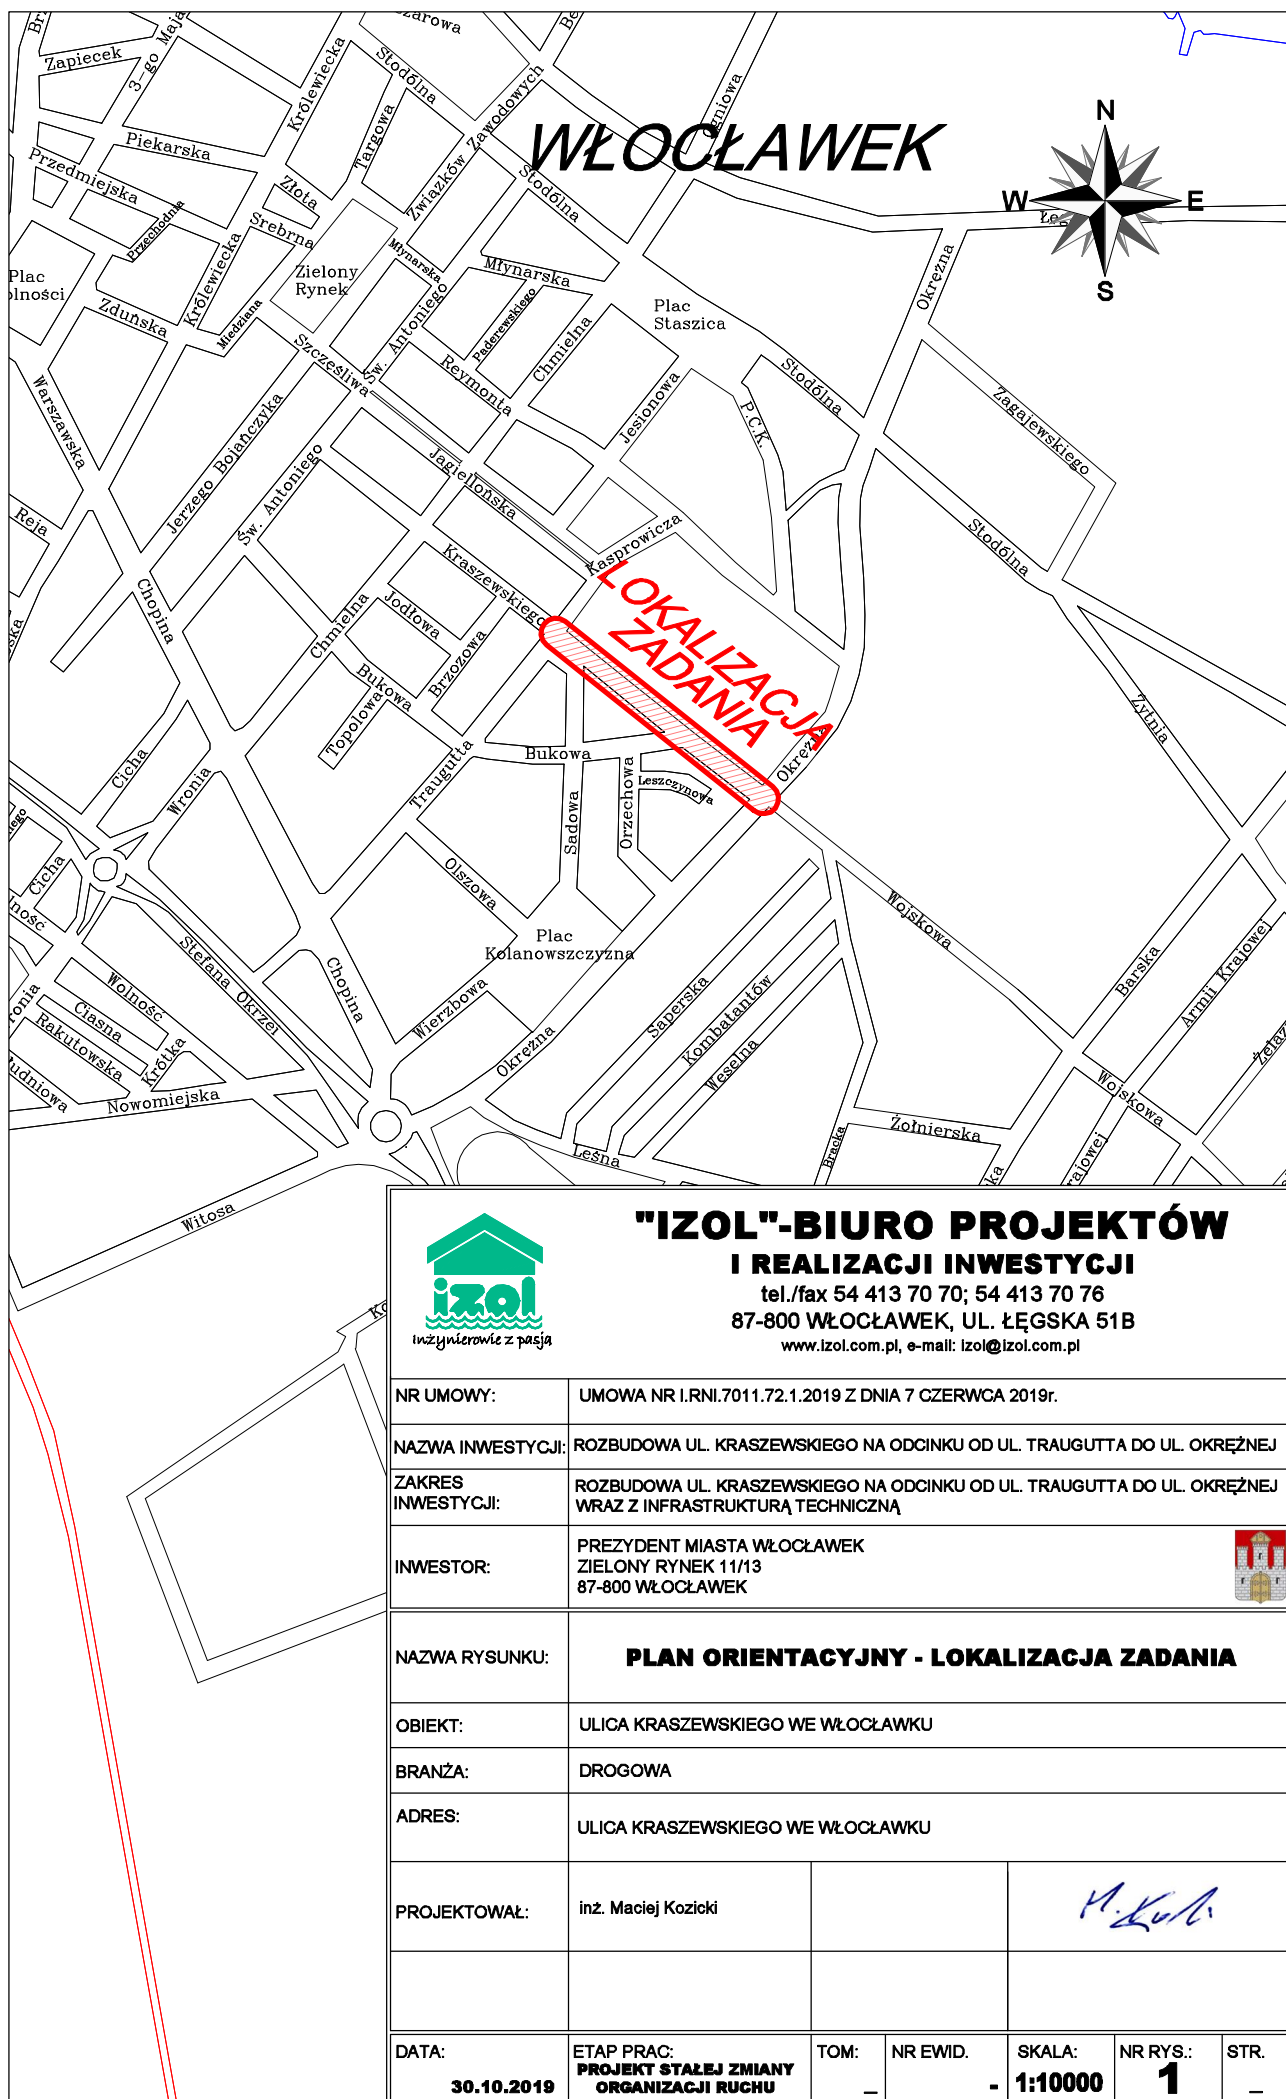 WŁOCŁAWEK
N
W
E
S
Zapiecek
3-go Maja
Królewiecka
Stodólna
Targowa
Związków Zawodowych
Ogniowa
Piekarska
Przedmiejska
Złota
Srebrna
Przechodnia
Królewiecka
Stodólna
Młynarska
Młynarska
Zielony
Rynek
Plac
Zduńska
Miedziana
Szczęśliwa
Św. Antoniego
Paderewskiego
Chmielna
Reymonta
Plac
Staszica
Okrężna
Stodólna
Zagajewskiego
Jesionowa
P.C.K.
Warszawska
Jerzego Bojańczyka
Św. Antoniego
Jagiellońska
Reja
Kasprowicza
Kraszewskiego
Stodólna
Chopina
Chmielna
Jodłowa
Brzozowa
Bukowa
Topolowa
LOKALIZACJA
ZADANIA
Okrężna
Żytnia
Cicha
Wronia
Traugutta
Bukowa
Sadowa
Orzechowa
Leszczynowa
Cicha
Olszowa
Plac
Kolanowszczyzna
Wojskowa
Barska
Armii Krajowej
Stefana Okrzei
Chopina
Wierzbowa
Okrężna
Saperska
Kombatantów
Weselna
Wolność
Ciasna
Rakutowska
Krótka
Nowomiejska
Wojskowa
Żołnierska
Bracka
Leśna
Witosa
izol
Inżynierowie z pasją
"IZOL"-BIURO PROJEKTÓW
I REALIZACJI INWESTYCJI
tel./fax 54 413 70 70; 54 413 70 76
87-800 WŁOCŁAWEK, UL. ŁĘGSKA 51B
www.izol.com.pl, e-mail: izol@izol.com.pl
NR UMOWY: UMOWA NR I.RNI.7011.72.1.2019 Z DNIA 7 CZERWCA 2019r.
NAZWA INWESTYCJI: ROZBUDOWA UL. KRASZEWSKIEGO NA ODCINKU OD UL. TRAUGUTTA DO UL. OKRĘŻNEJ
ZAKRES
INWESTYCJI:
ROZBUDOWA UL. KRASZEWSKIEGO NA ODCINKU OD UL. TRAUGUTTA DO UL. OKRĘŻNEJ
WRAZ Z INFRASTRUKTURĄ TECHNICZNĄ
INWESTOR:
PREZYDENT MIASTA WŁOCŁAWEK
ZIELONY RYNEK 11/13
87-800 WŁOCŁAWEK
NAZWA RYSUNKU: PLAN ORIENTACYJNY - LOKALIZACJA ZADANIA
OBIEKT: ULICA KRASZEWSKIEGO WE WŁOCŁAWKU
BRANŻA: DROGOWA
ADRES: ULICA KRASZEWSKIEGO WE WŁOCŁAWKU
PROJEKTOWAŁ: inż. Maciej Kozicki
DATA:
30.10.2019
ETAP PRAC:
PROJEKT STAŁEJ ZMIANY
ORGANIZACJI RUCHU
TOM:
_
NR EWID.
-
SKALA:
1:10000
NR RYS.:
1
STR.
_